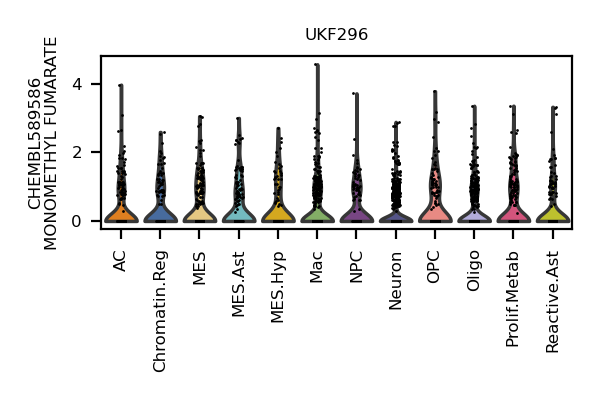 UKF296
CHEMBL589586
MONOMETHYL FUMARATE
4
2
0
AC
Chromatin.Reg
MES
MES.Ast
MES.Hyp
Mac
NPC
Neuron
OPC
Oligo
Prolif.Metab
Reactive.Ast